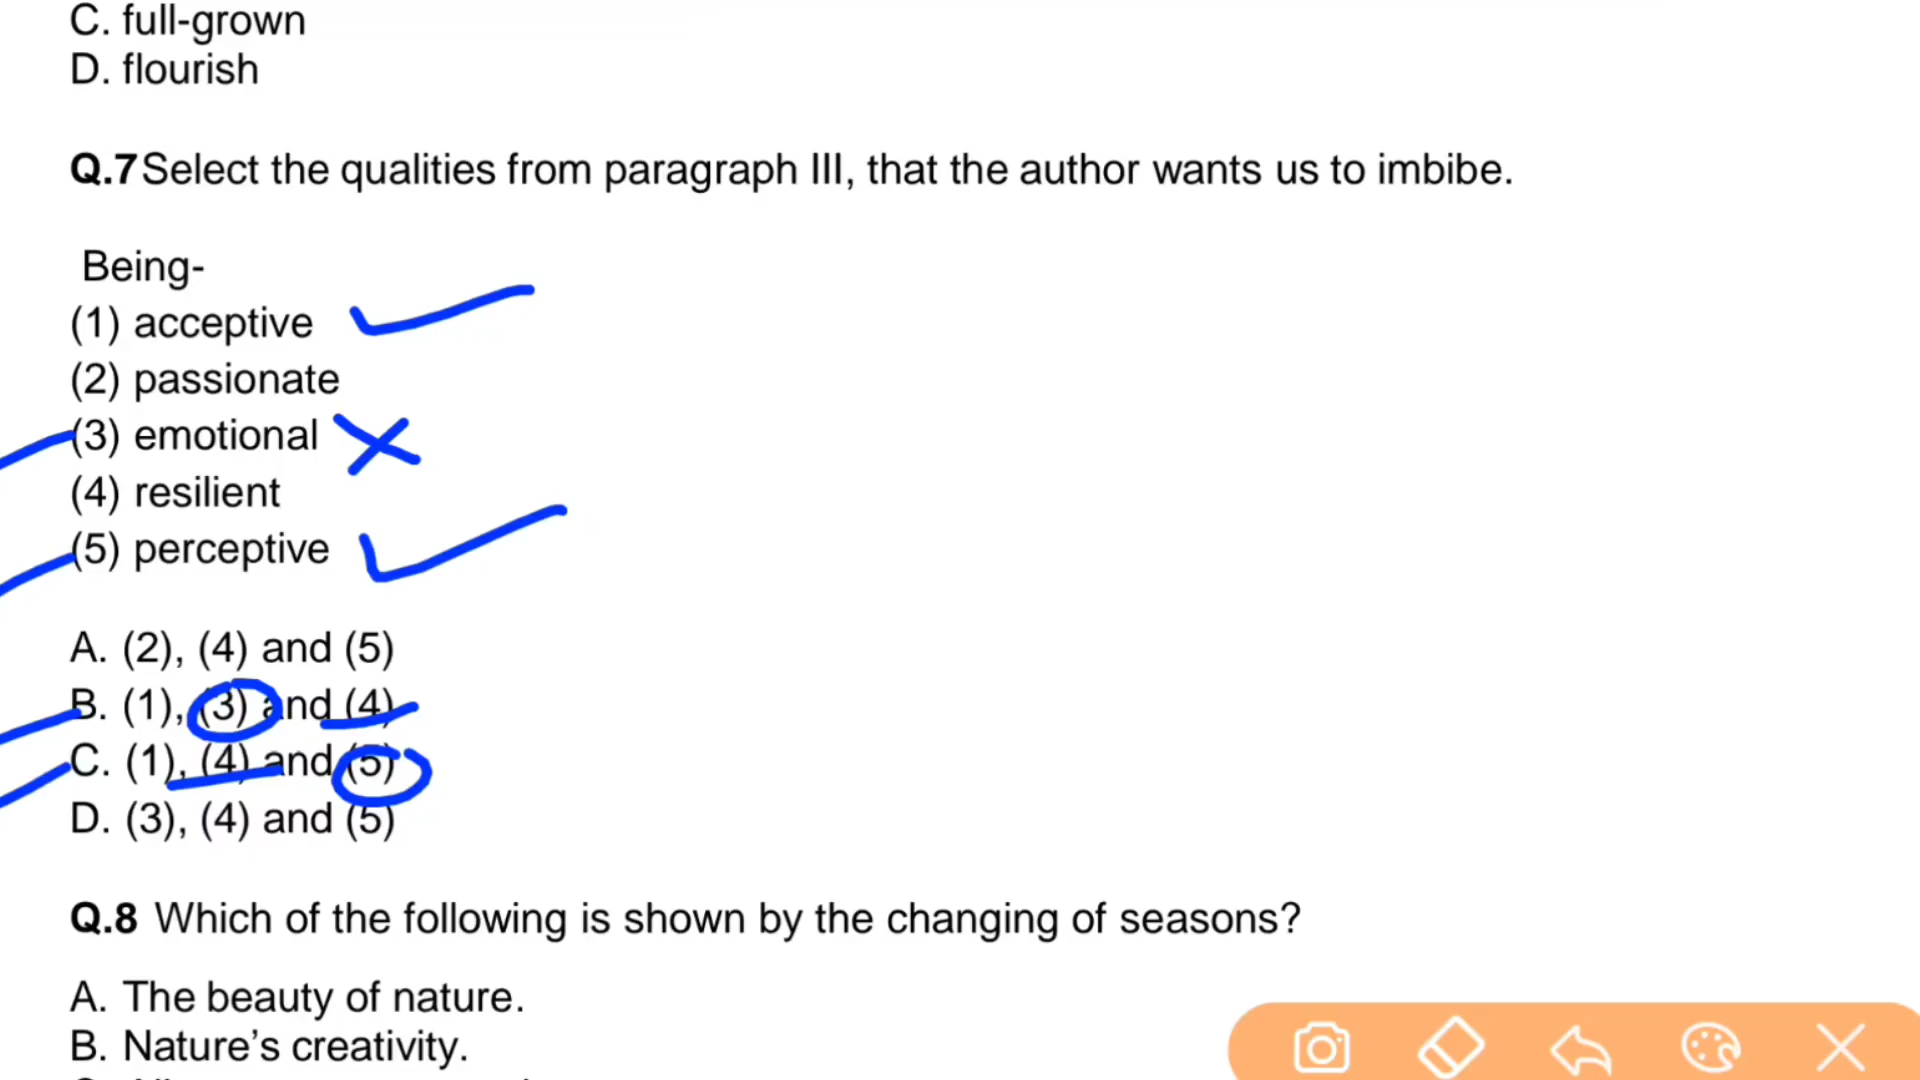 C. full-grown
D. flourish
Q.7 Select the qualities from paragraph III, that the author wants us to imbibe.
Being-
(1) acceptive
(2) passionate
(3) emotional
(4) resilient
(5) perceptive
A. (2), (4) and (5)
B. (1), (3) and (4)
C. (1), (4) and (5)
D. (3), (4) and (5)
Q.8 Which of the following is shown by the changing of seasons?
A. The beauty of nature.
B. Nature’s creativity.